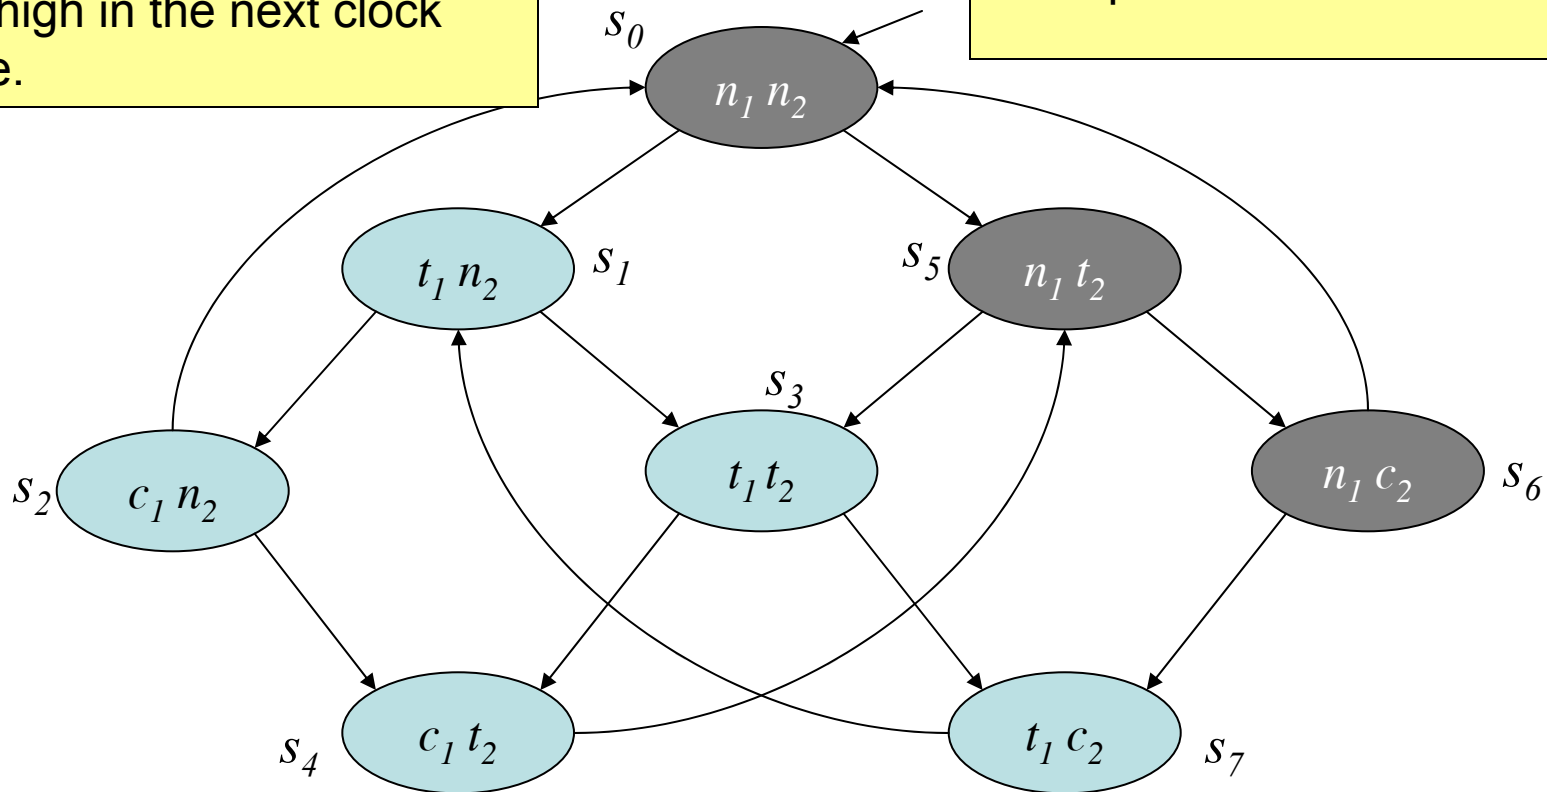 high in the next clock
e.
s0
n1 n2
t1 n2
s1
s5
n1 t2
s3
s2
c1 n2
t1 t2
n1 c2
s6
s4
c1 t2
t1 c2
s7